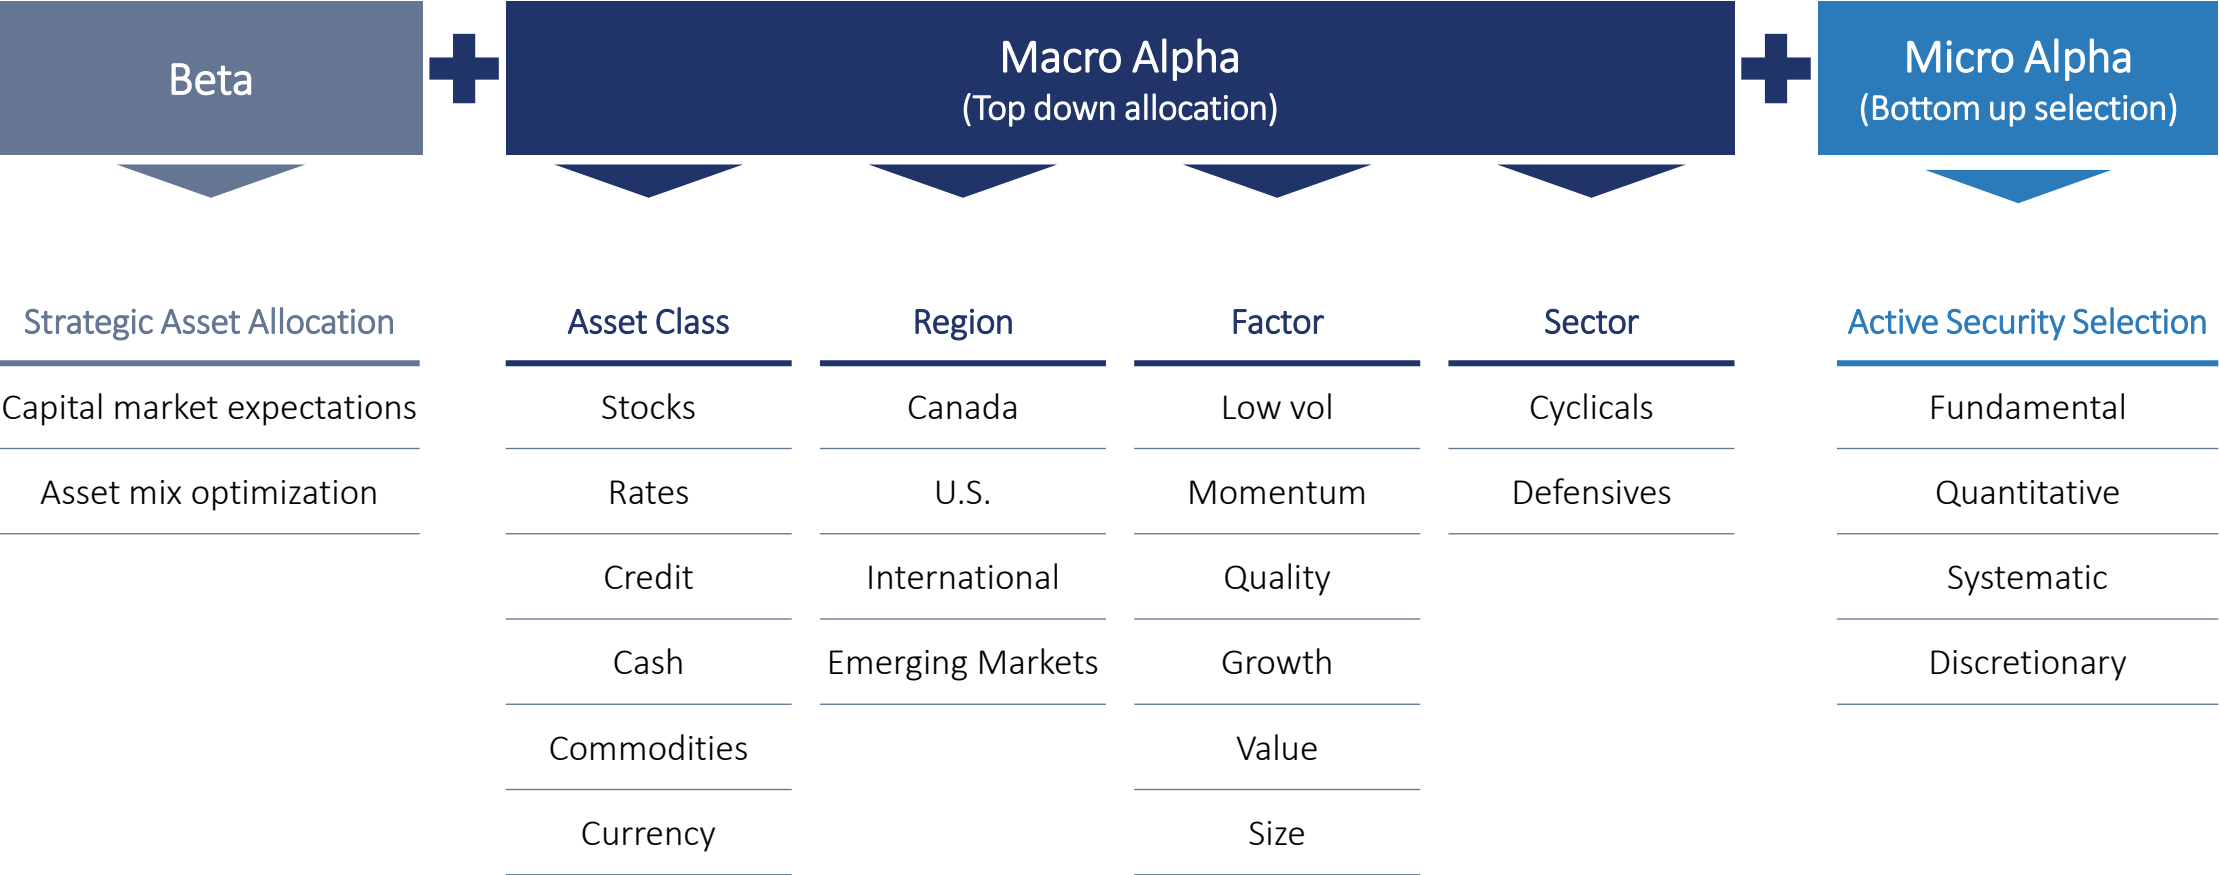 Beta
Macro Alpha
(Top down allocation)
Micro Alpha
(Bottom up selection)
Strategic Asset Allocation
Capital market expectations
Asset mix optimization
Asset Class
Stocks
Rates
Credit
Cash
Commodities
Currency
Region
Canada
U.S.
International
Emerging Markets
Factor
Low vol
Momentum
Quality
Growth
Value
Size
Sector
Cyclicals
Defensives
Active Security Selection
Fundamental
Quantitative
Systematic
Discretionary